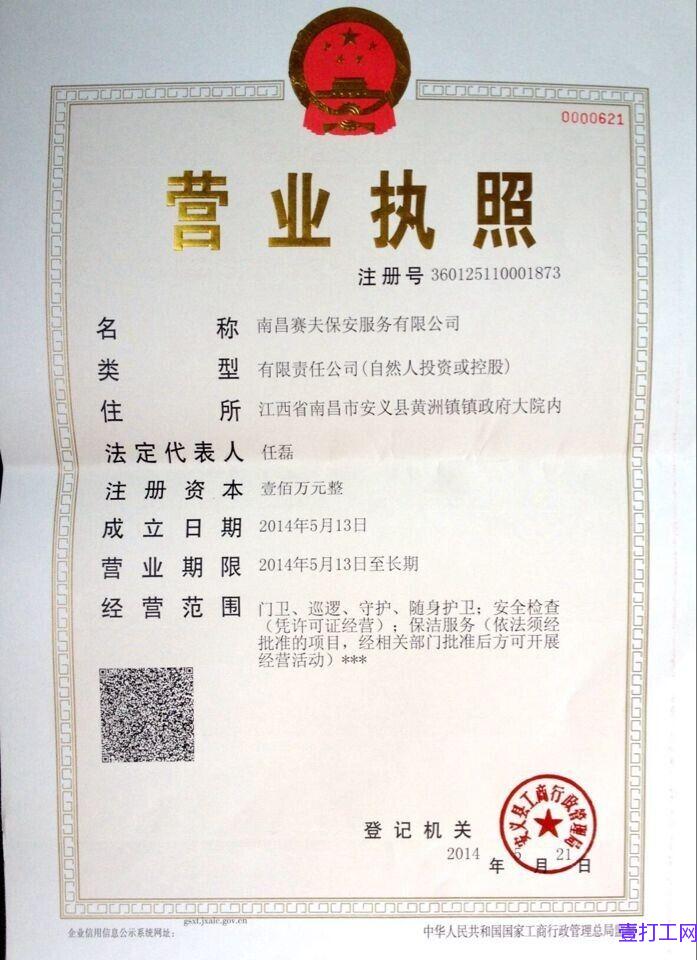 0000621
营业执照
注册号 360125110001873
名称 南昌赛夫保安服务有限公司
类型 有限责任公司(自然人投资或控股)
住所 江西省南昌市安义县黄洲镇镇政府大院内
法定代表人 任磊
注册资本 壹佰万元整
成立日期 2014年5月13日
营业期限 2014年5月13日至长期
经营范围 门卫、巡逻、守护、随身护卫；安全检查
（凭许可证经营）；保洁服务（依法须经
批准的项目，经相关部门批准后方可开展
经营活动）***
安义县工商行政管理局
登记机关
2014年5月21日
gsxt.jxaic.gov.cn
企业信用信息公示系统网址：
中华人民共和国国家工商行政管理总局
壹打工网